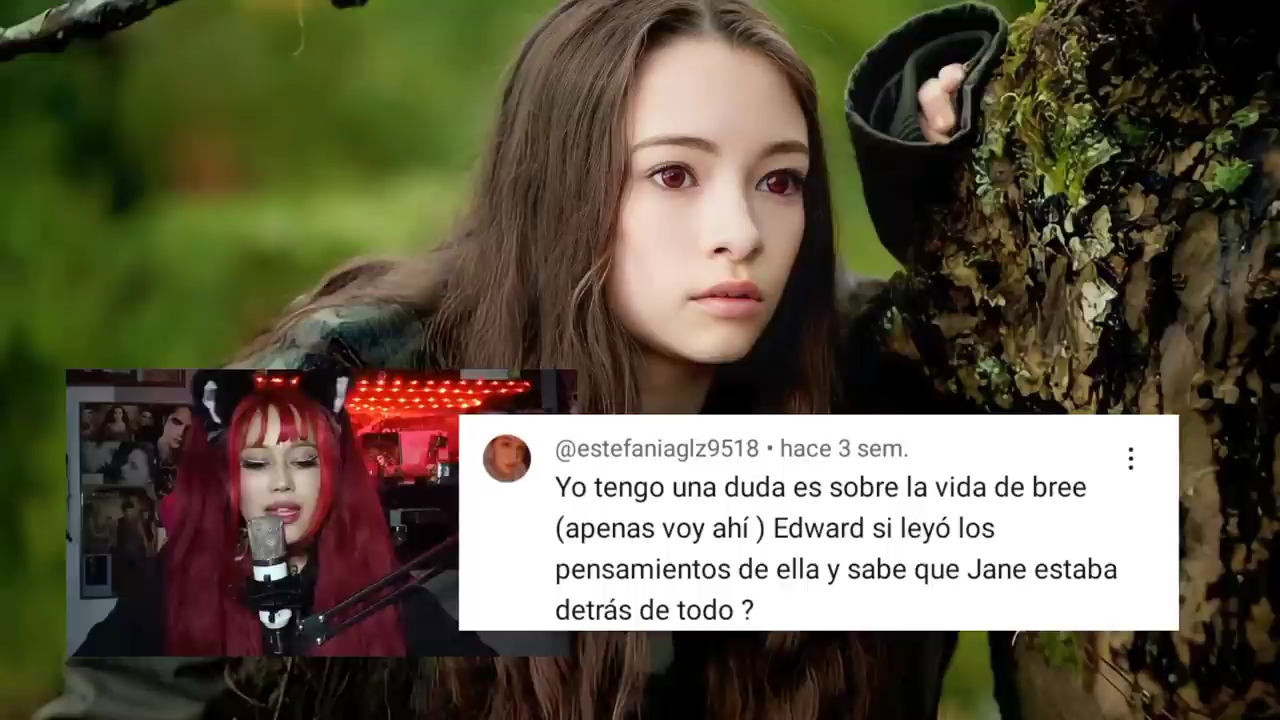 @estefaniaglz9518 • hace 3 sem.
Yo tengo una duda es sobre la vida de bree
(apenas voy ahí ) Edward si leyó los
pensamientos de ella y sabe que Jane estaba
detrás de todo ?